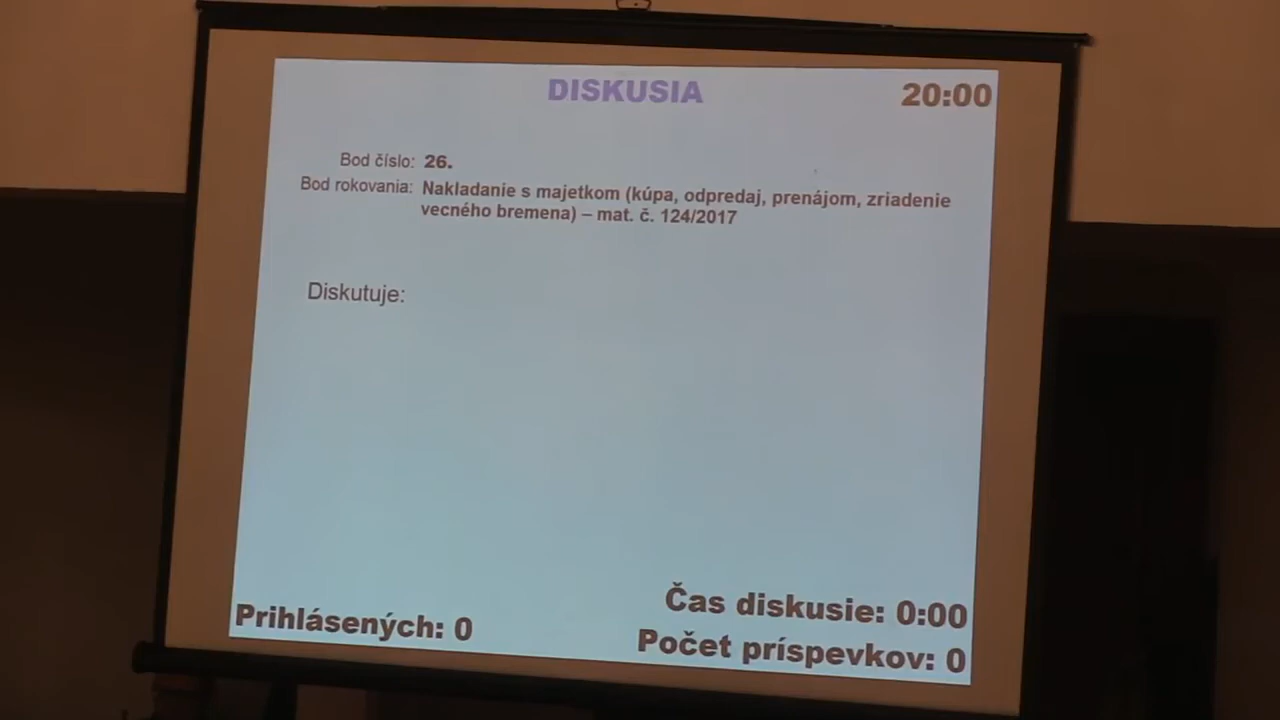 DISKUSIA
20:00
Bod číslo: 26.
Bod rokovania: Nakladanie s majetkom (kúpa, odpredaj, prenájom, zriadenie
vecného bremena) – mat. č. 124/2017
Diskutuje:
Prihlásených: 0
Čas diskusie: 0:00
Počet príspevkov: 0